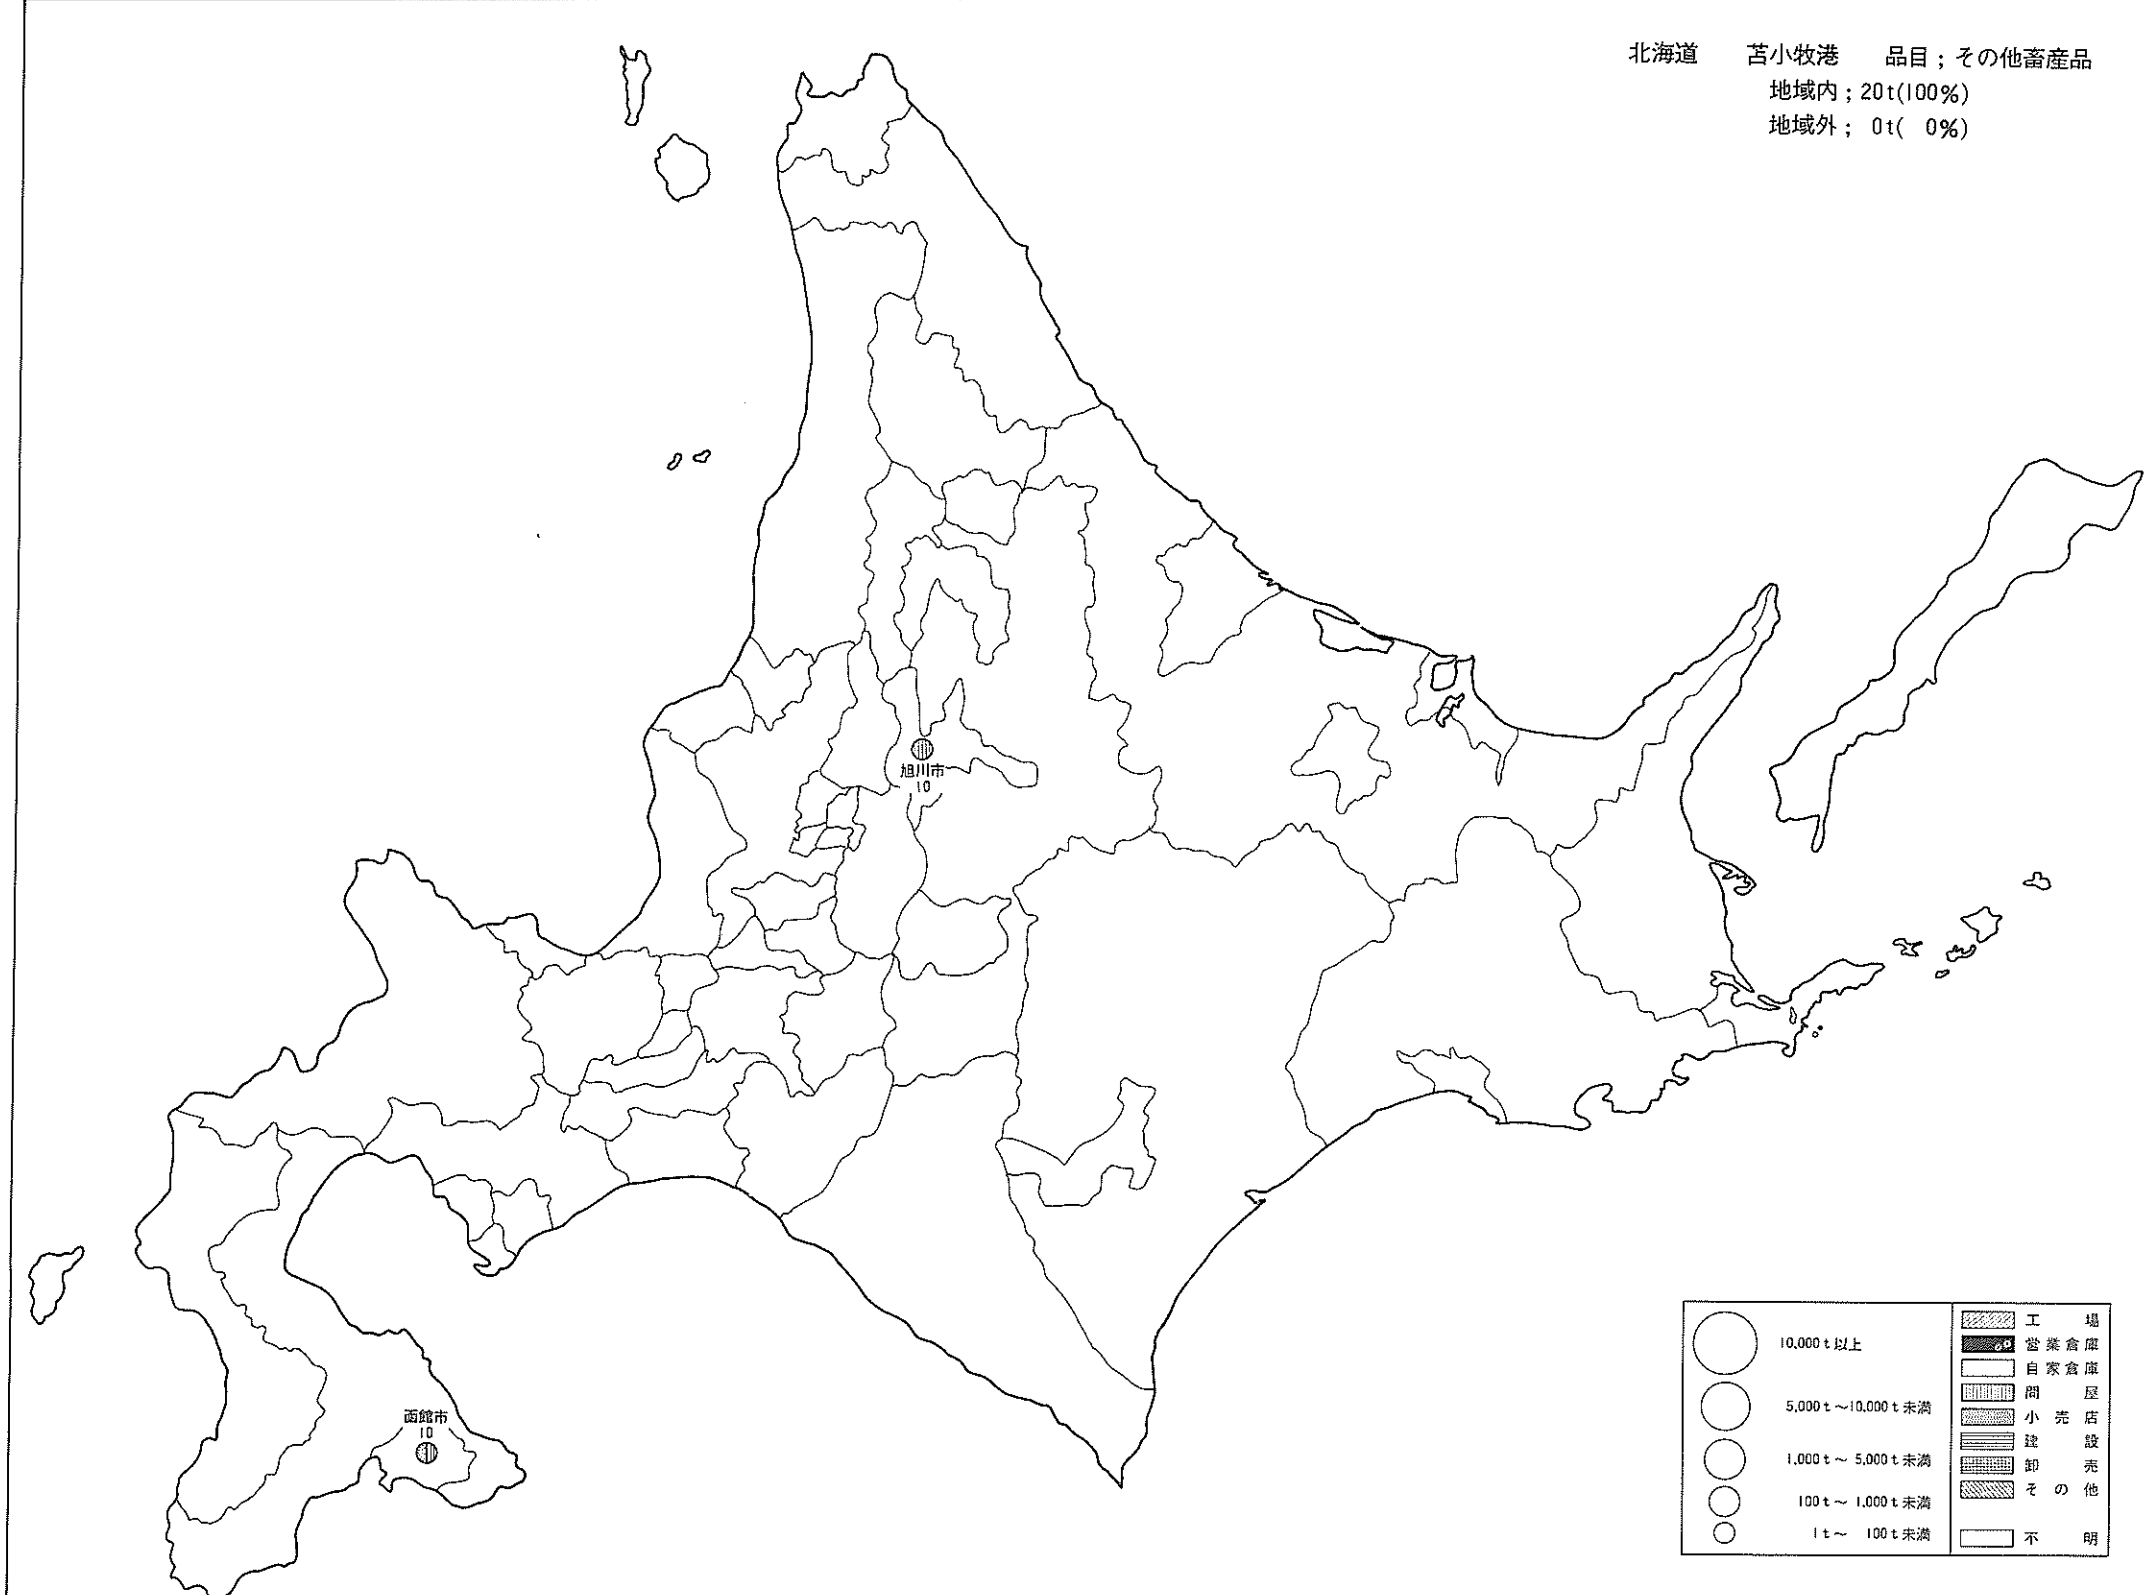 北海道 苫小牧港 品目；その他畜産品
地域内；20t(100%)
地域外； 0t( 0%)
旭川市
10
函館市
10
10,000t以上
5,000t～10,000t未満
1,000t～ 5,000t未満
100t～ 1,000t未満
1t～ 100t未満
工場
営業倉庫
自家倉庫
問屋
小売店
建設
卸売
その他
不明